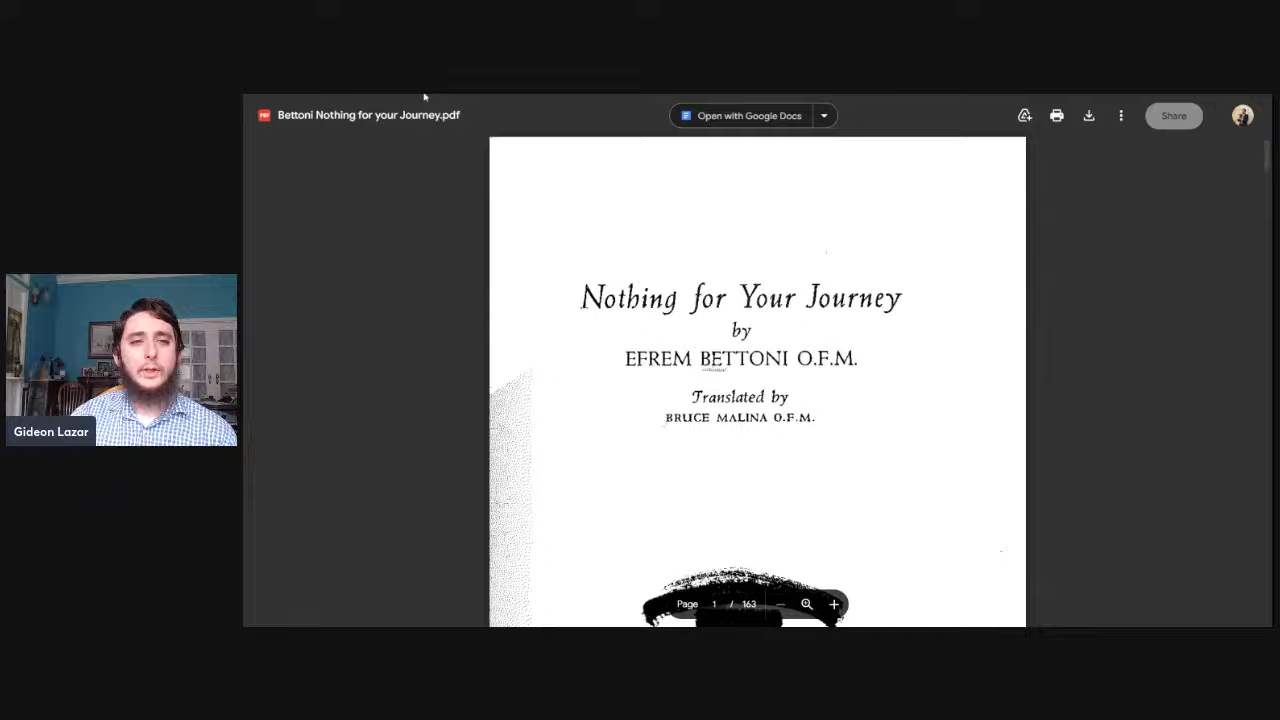 Bettoni Nothing for your Journey.pdf
Open with Google Docs
Share
Nothing for Your Journey
by
EFREM BETTONI O.F.M.
Translated by
BRUCE MALINA O.F.M.
Gideon Lazar
Page 1 / 163